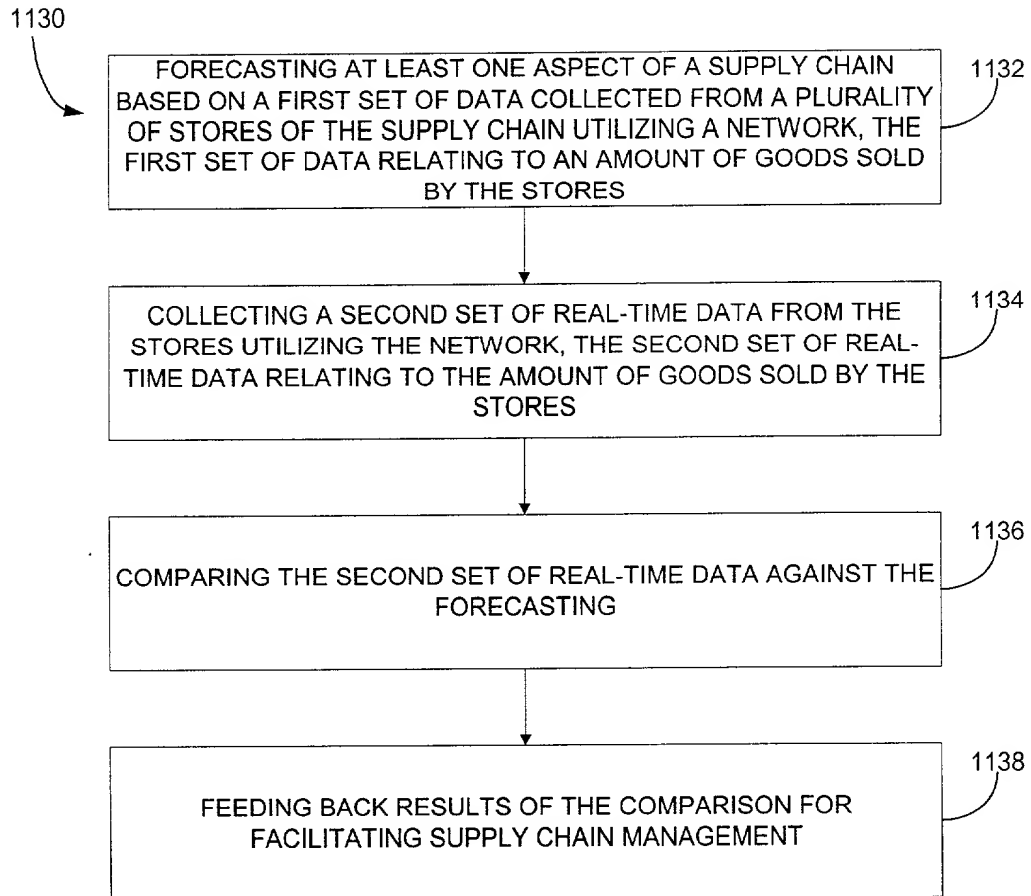 1130
FORECASTING AT LEAST ONE ASPECT OF A SUPPLY CHAIN
BASED ON A FIRST SET OF DATA COLLECTED FROM A PLURALITY
OF STORES OF THE SUPPLY CHAIN UTILIZING A NETWORK, THE
FIRST SET OF DATA RELATING TO AN AMOUNT OF GOODS SOLD
BY THE STORES
1132
COLLECTING A SECOND SET OF REAL-TIME DATA FROM THE
STORES UTILIZING THE NETWORK, THE SECOND SET OF REAL-
TIME DATA RELATING TO THE AMOUNT OF GOODS SOLD BY THE
STORES
1134
COMPARING THE SECOND SET OF REAL-TIME DATA AGAINST THE
FORECASTING
1136
FEEDING BACK RESULTS OF THE COMPARISON FOR
FACILITATING SUPPLY CHAIN MANAGEMENT
1138